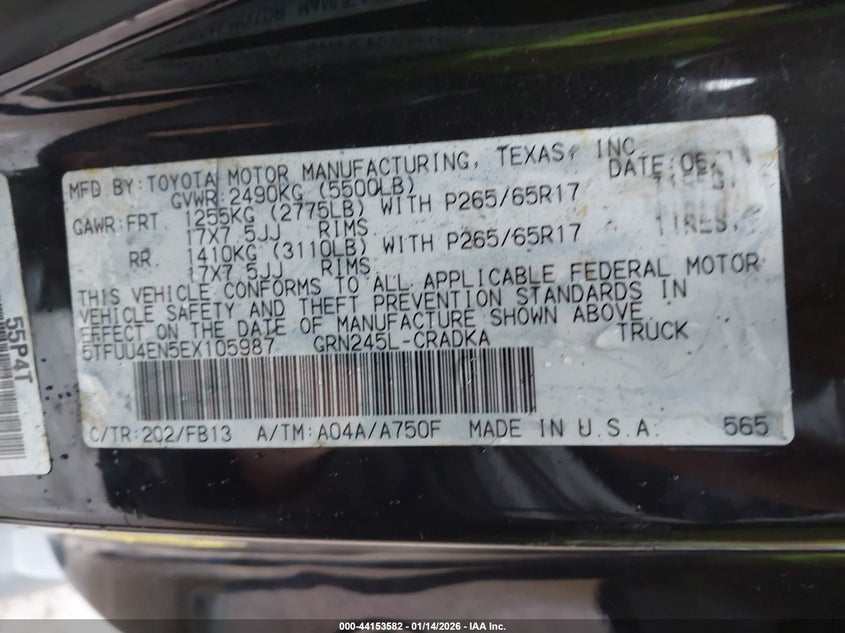 MFD BY: TOYOTA MOTOR MANUFACTURING, TEXAS, INC.
GVWR: 2490KG (5500LB) DATE: 06
GAWR: FRT 1255KG (2775LB) WITH P265/65R17 TIRES,
17X7.5JJ RIMS
RR 1410KG (3110LB) WITH P265/65R17 TIRES,
17X7.5JJ RIMS
THIS VEHICLE CONFORMS TO ALL APPLICABLE FEDERAL MOTOR
VEHICLE SAFETY AND THEFT PREVENTION STANDARDS IN
EFFECT ON THE DATE OF MANUFACTURE SHOWN ABOVE.
5TFUU4EN5EX105987 GRN245L-CRADKA TRUCK
C/TR: 202/FB13 A/TM: A04A/A750F MADE IN U.S.A. 565
55P4T
000-44153582 - 01/14/2026 - IAA Inc.